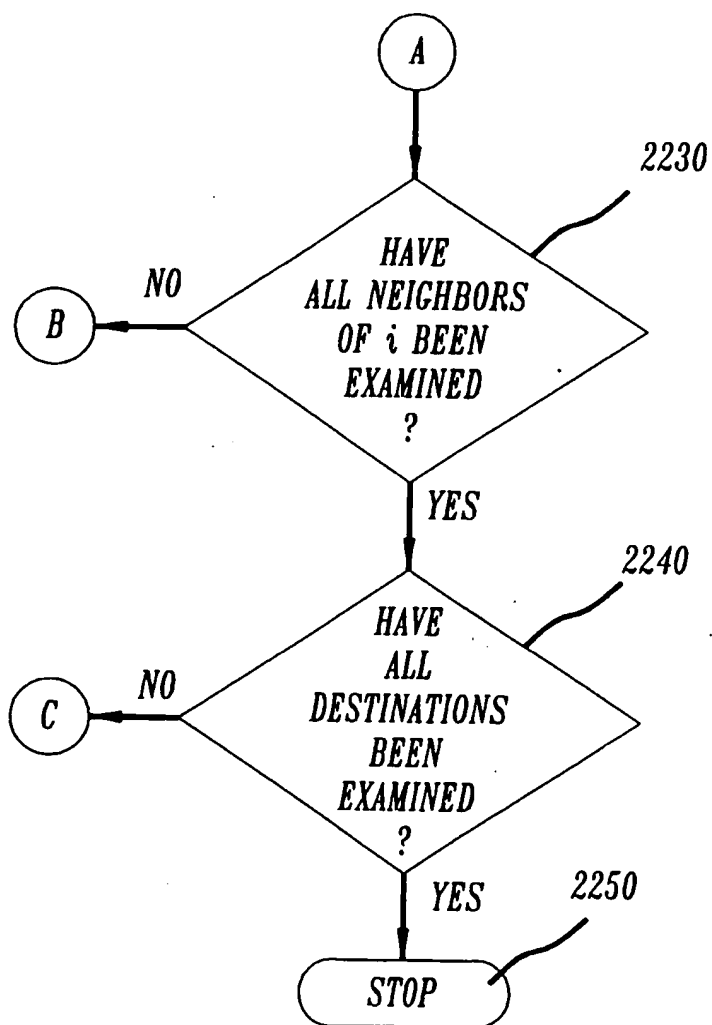 A
2230
HAVE
ALL NEIGHBORS
OF i BEEN
EXAMINED
?
NO
B
YES
2240
HAVE
ALL
DESTINATIONS
BEEN
EXAMINED
?
NO
C
YES
2250
STOP